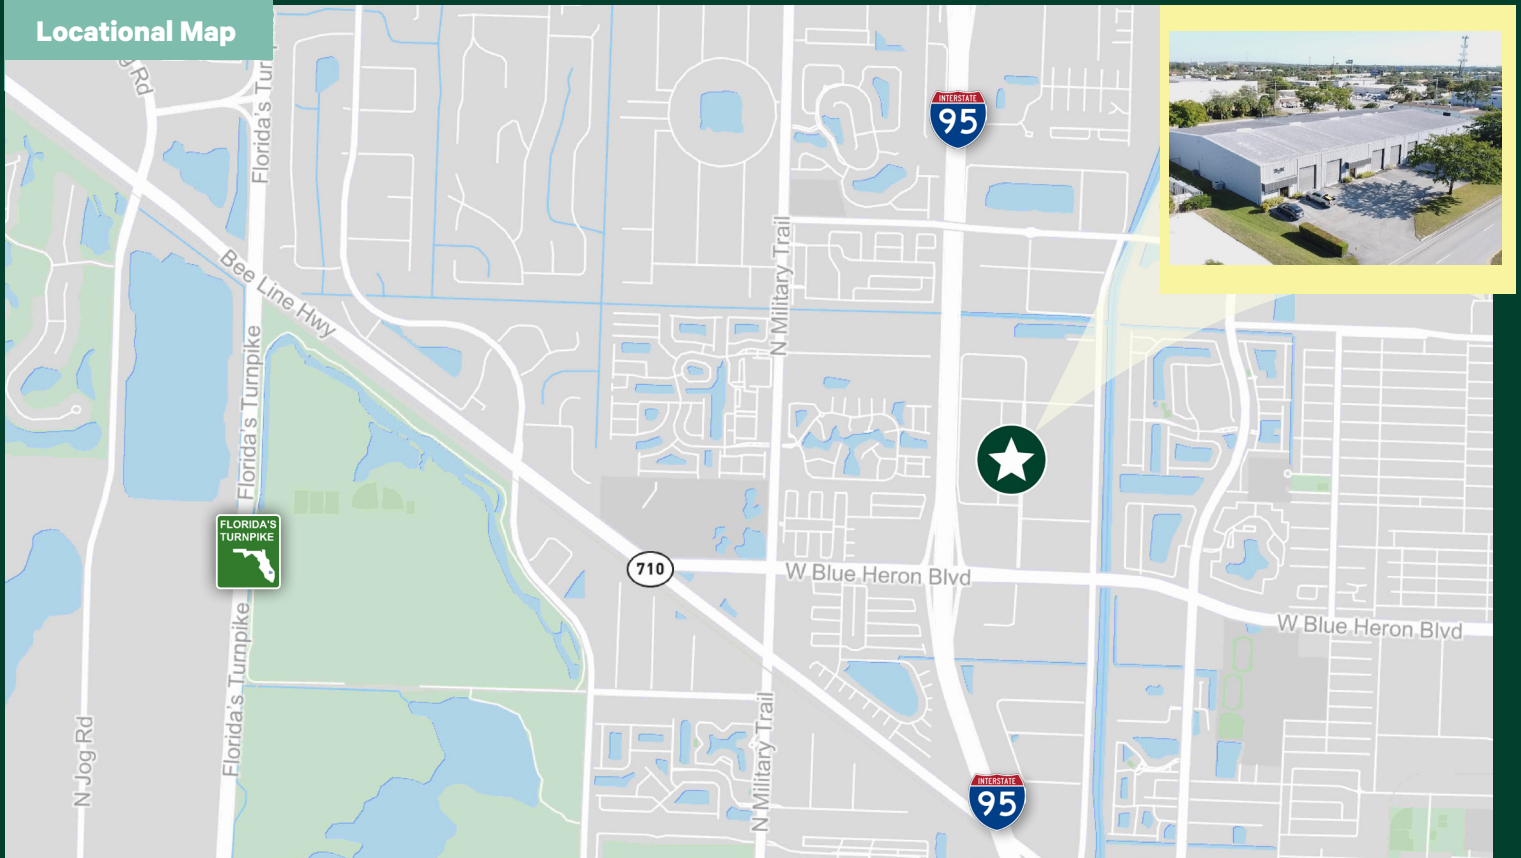 Locational Map
g Rd
Florida's Tur
INTERSTATE
95
N Military Trail
Bee Line Hwy
Florida's Turnpike
FLORIDA'S
TURNPIKE
710
W Blue Heron Blvd
W Blue Heron Blvd
Florida's Turnpike
N Jog Rd
N Military Trail
INTERSTATE
95